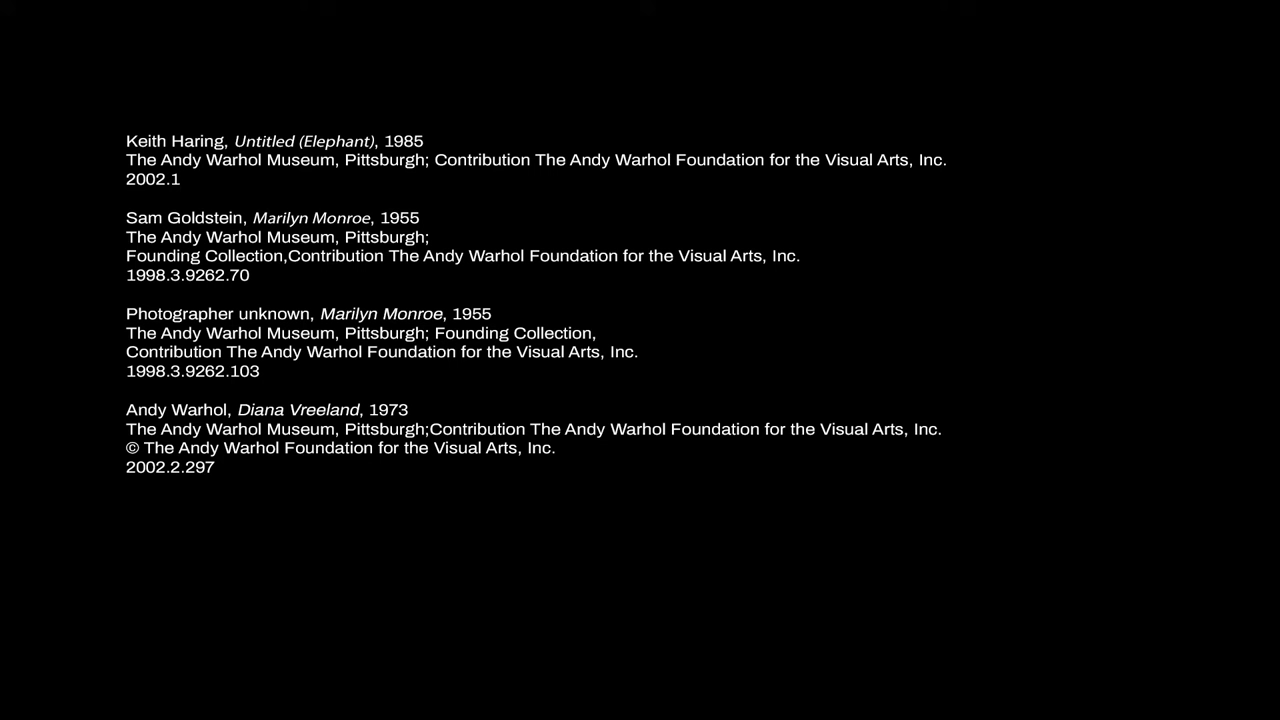 Keith Haring, Untitled (Elephant), 1985
The Andy Warhol Museum, Pittsburgh; Contribution The Andy Warhol Foundation for the Visual Arts, Inc.
2002.1
Sam Goldstein, Marilyn Monroe, 1955
The Andy Warhol Museum, Pittsburgh;
Founding Collection,Contribution The Andy Warhol Foundation for the Visual Arts, Inc.
1998.3.9262.70
Photographer unknown, Marilyn Monroe, 1955
The Andy Warhol Museum, Pittsburgh; Founding Collection,
Contribution The Andy Warhol Foundation for the Visual Arts, Inc.
1998.3.9262.103
Andy Warhol, Diana Vreeland, 1973
The Andy Warhol Museum, Pittsburgh;Contribution The Andy Warhol Foundation for the Visual Arts, Inc.
© The Andy Warhol Foundation for the Visual Arts, Inc.
2002.2.297